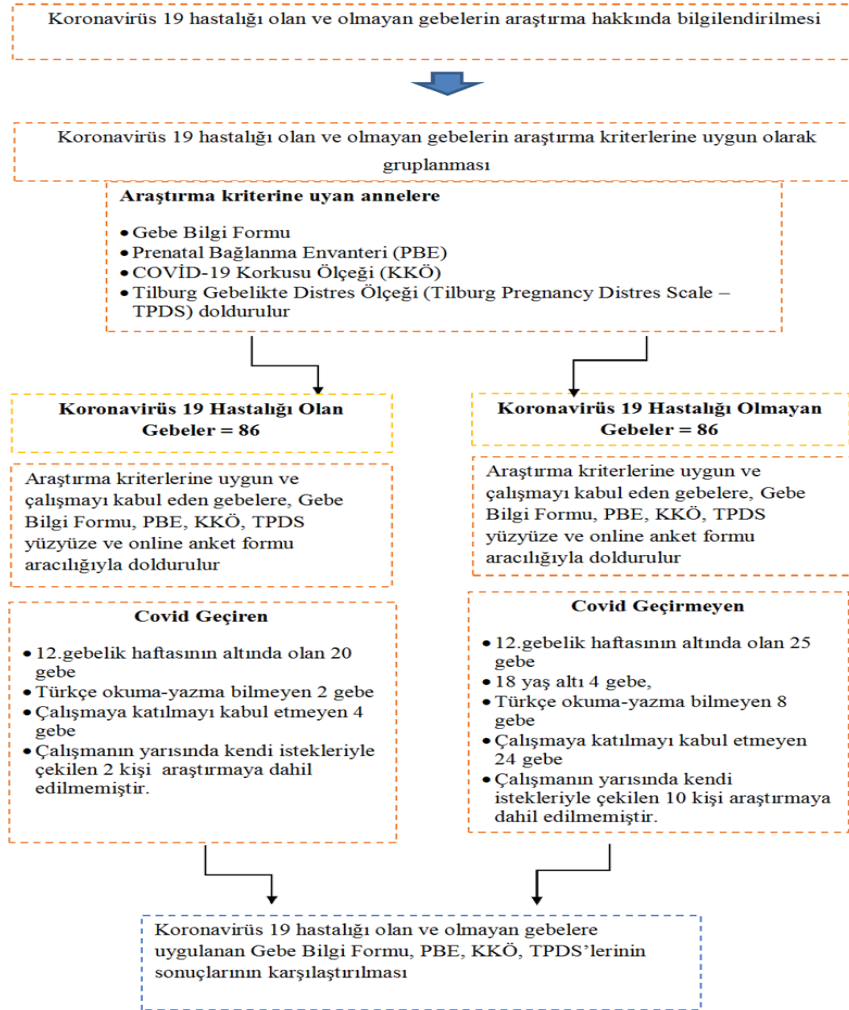 Koronavirüs 19 hastalığı olan ve olmayan gebelerin araştırma hakkında bilgilendirilmesi
Koronavirüs 19 hastalığı olan ve olmayan gebelerin araştırma kriterlerine uygun olarak
gruplanması
Araştırma kriterine uyan annelere
• Gebe Bilgi Formu
• Prenatal Bağlanma Envanteri (PBE)
• COVİD-19 Korkusu Ölçeği (KKÖ)
• Tilburg Gebelikte Distres Ölçeği (Tilburg Pregnancy Distres Scale –
TPDS) doldurulur
Koronavirüs 19 Hastalığı Olan
Gebeler = 86
Araştırma kriterlerine uygun ve
çalışmayı kabul eden gebelere, Gebe
Bilgi Formu, PBE, KKÖ, TPDS
yüzyüze ve online anket formu
aracılığıyla doldurulur
Covid Geçiren
• 12.gebelik haftasının altında olan 20
gebe
• Türkçe okuma-yazma bilmeyen 2 gebe
• Çalışmaya katılmayı kabul etmeyen 4
gebe
• Çalışmanın yarısında kendi istekleriyle
çekilen 2 kişi araştırmaya dahil
edilmemiştir.
Koronavirüs 19 Hastalığı Olmayan
Gebeler = 86
Araştırma kriterlerine uygun ve
çalışmayı kabul eden gebelere, Gebe
Bilgi Formu, PBE, KKÖ, TPDS
yüzyüze ve online anket formu
aracılığıyla doldurulur
Covid Geçirmeyen
• 12.gebelik haftasının altında olan 25
gebe
• 18 yaş altı 4 gebe,
• Türkçe okuma-yazma bilmeyen 8
gebe
• Çalışmaya katılmayı kabul etmeyen
24 gebe
• Çalışmanın yarısında kendi
istekleriyle çekilen 10 kişi araştırmaya
dahil edilmemiştir.
Koronavirüs 19 hastalığı olan ve olmayan gebelere
uygulanan Gebe Bilgi Formu, PBE, KKÖ, TPDS’lerinin
sonuçlarının karşılaştırılması